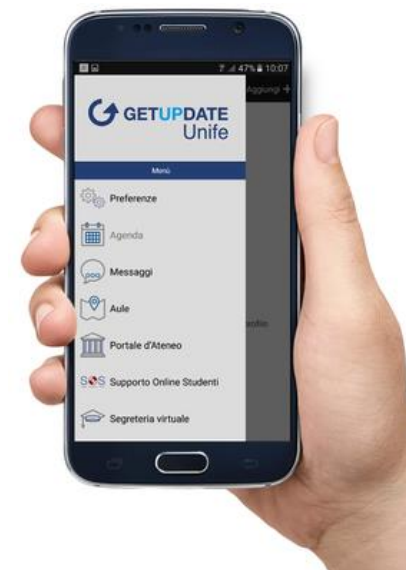 47% 10:07
Aggiungi +
GETUPDATE
Unife
Menù
Preferenze
Agenda
Messaggi
Aule
Portale d'Ateneo
SOS Supporto Online Studenti
Segreteria virtuale